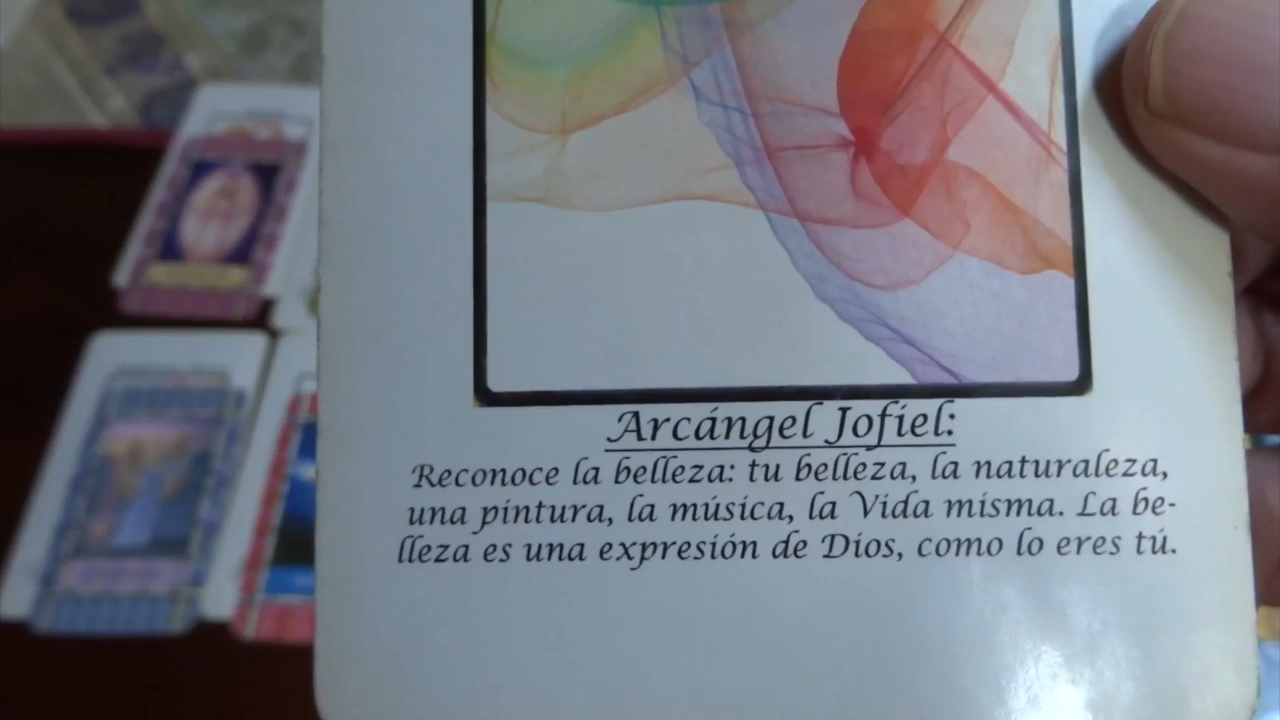 Arcángel Jofiel:
Reconoce la belleza: tu belleza, la naturaleza,
una pintura, la música, la Vida misma. La be-
lleza es una expresión de Dios, como lo eres tú.